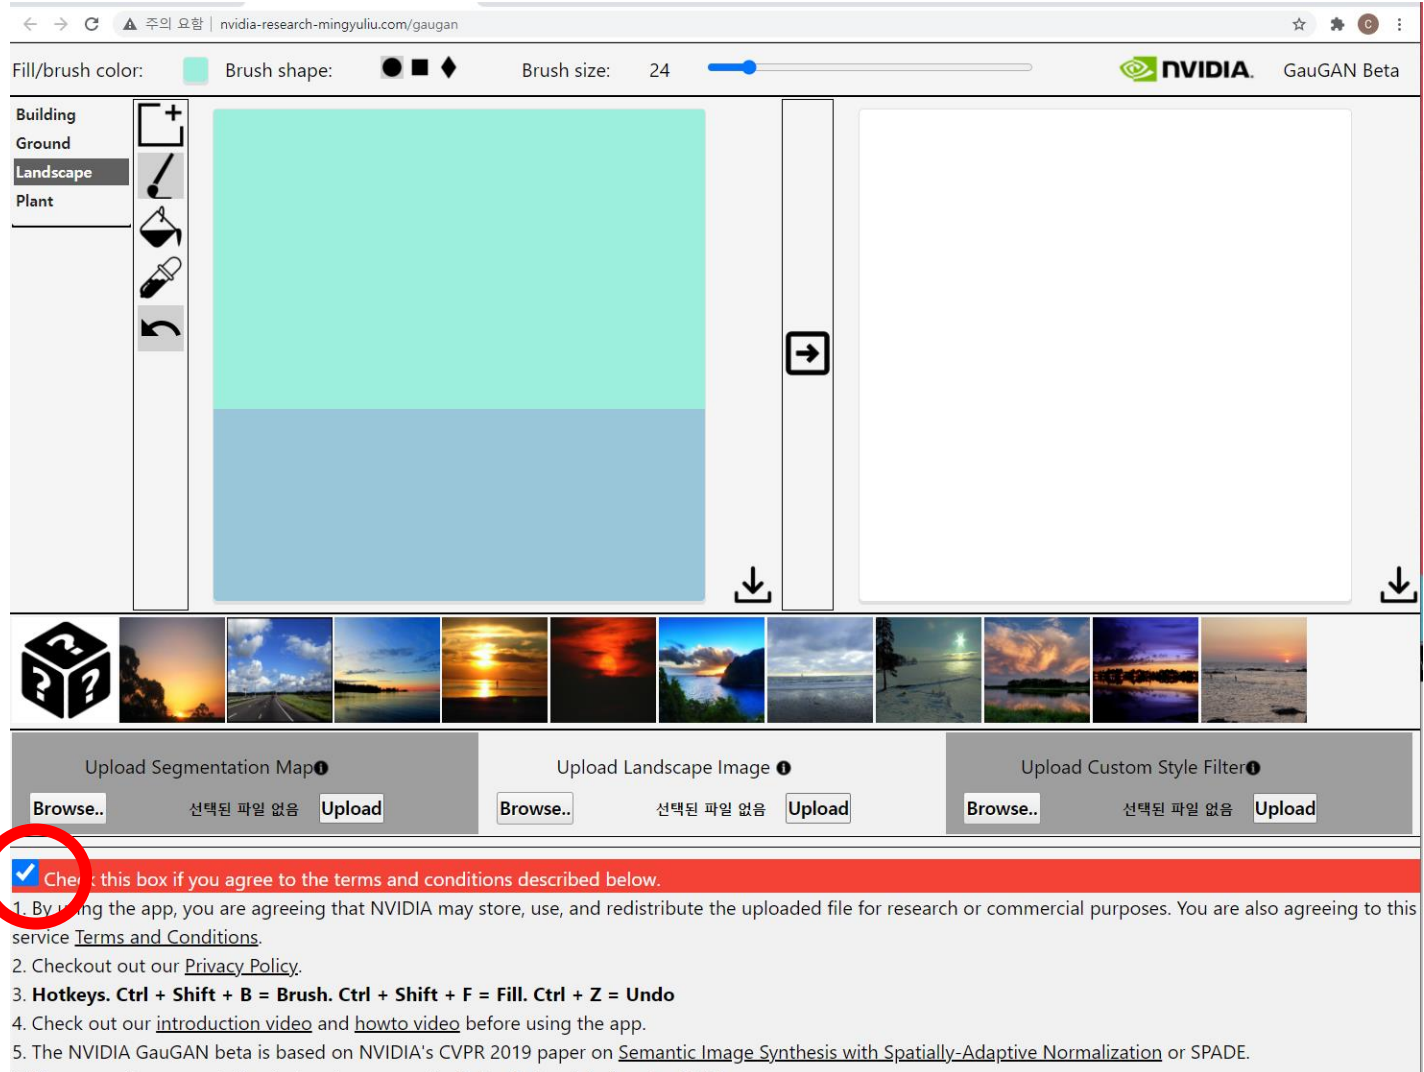 주의 요함 | nvidia-research-mingyuliu.com/gaugan
C
Fill/brush color: Brush shape: Brush size: 24 NVIDIA. GauGAN Beta
Building
Ground
Landscape
Plant
? ? ?
Upload Segmentation Map Upload Landscape Image Upload Custom Style Filter
Browse.. 선택된 파일 없음 Upload Browse.. 선택된 파일 없음 Upload Browse.. 선택된 파일 없음 Upload
Check this box if you agree to the terms and conditions described below.
1. By using the app, you are agreeing that NVIDIA may store, use, and redistribute the uploaded file for research or commercial purposes. You are also agreeing to this
service Terms and Conditions.
2. Checkout out our Privacy Policy.
3. Hotkeys. Ctrl + Shift + B = Brush. Ctrl + Shift + F = Fill. Ctrl + Z = Undo
4. Check out our introduction video and howto video before using the app.
5. The NVIDIA GauGAN beta is based on NVIDIA's CVPR 2019 paper on Semantic Image Synthesis with Spatially-Adaptive Normalization or SPADE.